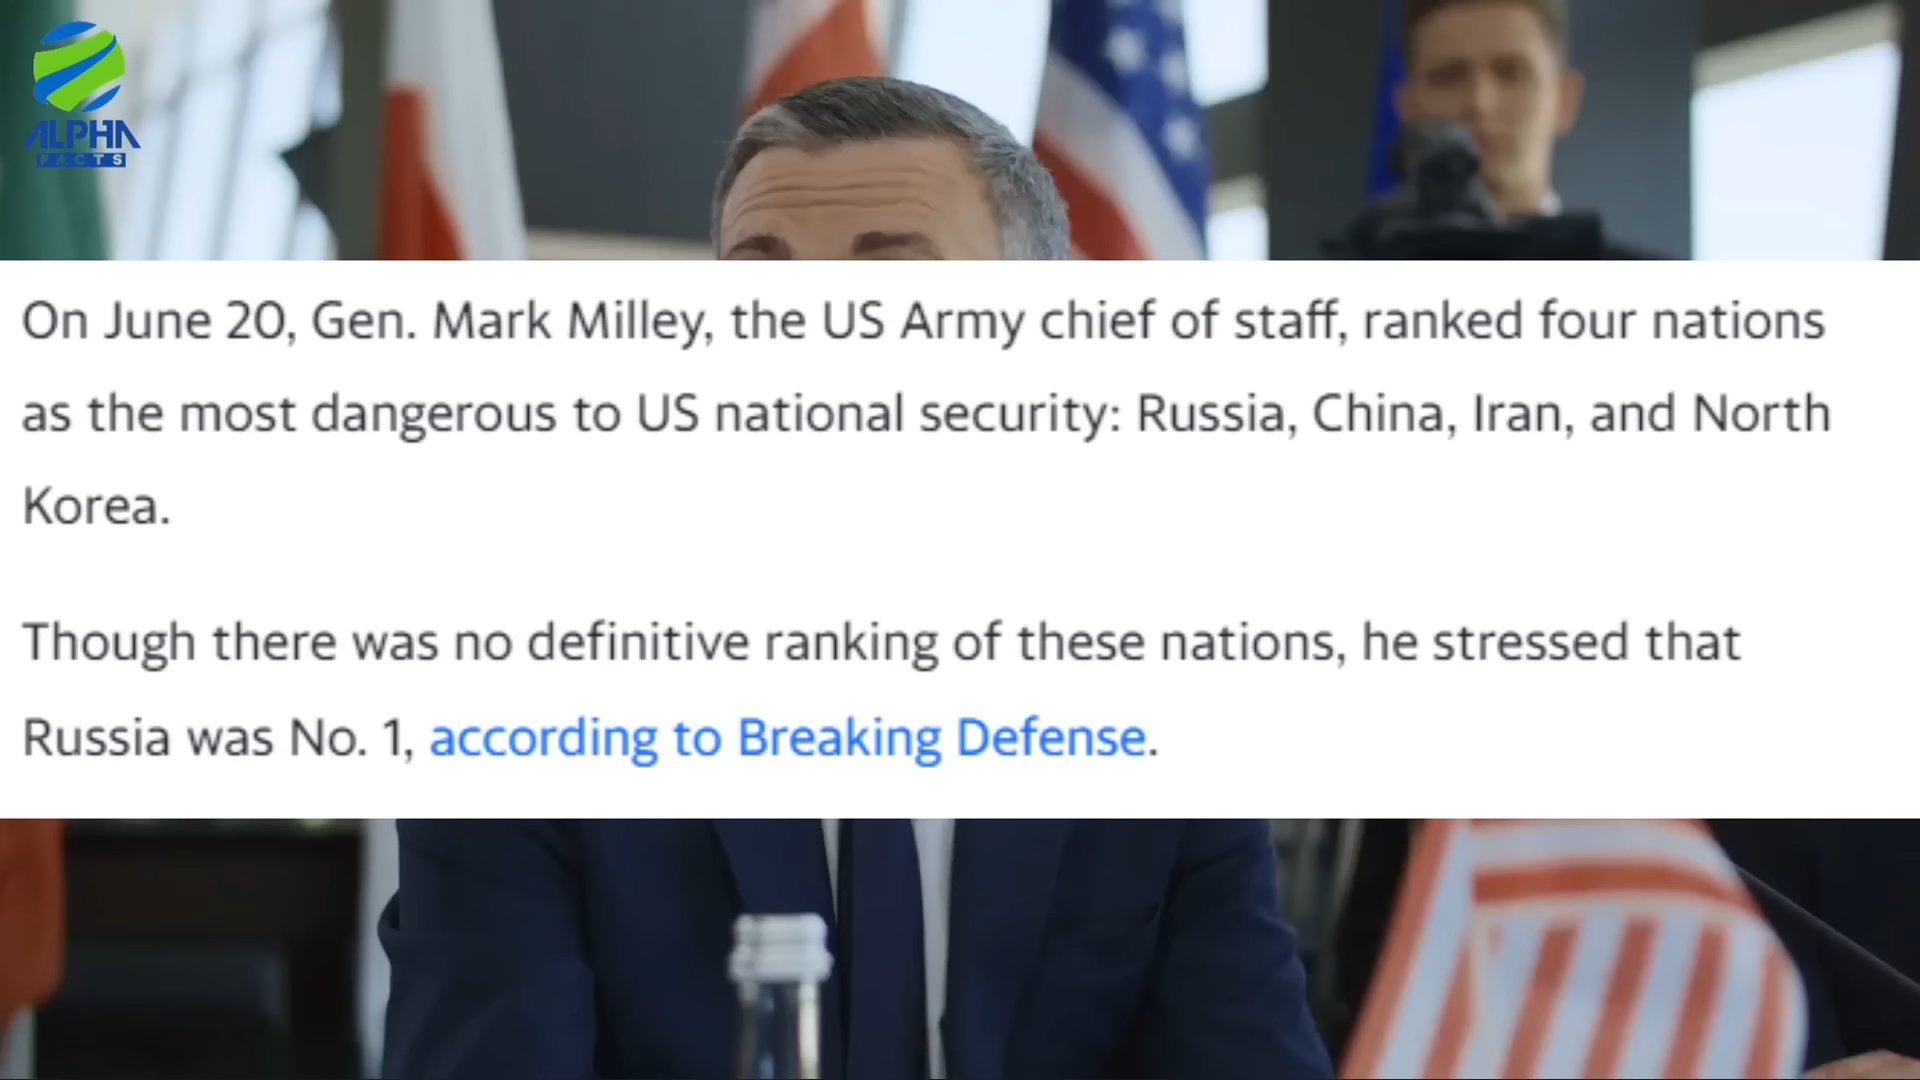 ALPHA
FACTS
On June 20, Gen. Mark Milley, the US Army chief of staff, ranked four nations
as the most dangerous to US national security: Russia, China, Iran, and North
Korea.
Though there was no definitive ranking of these nations, he stressed that
Russia was No. 1, according to Breaking Defense.